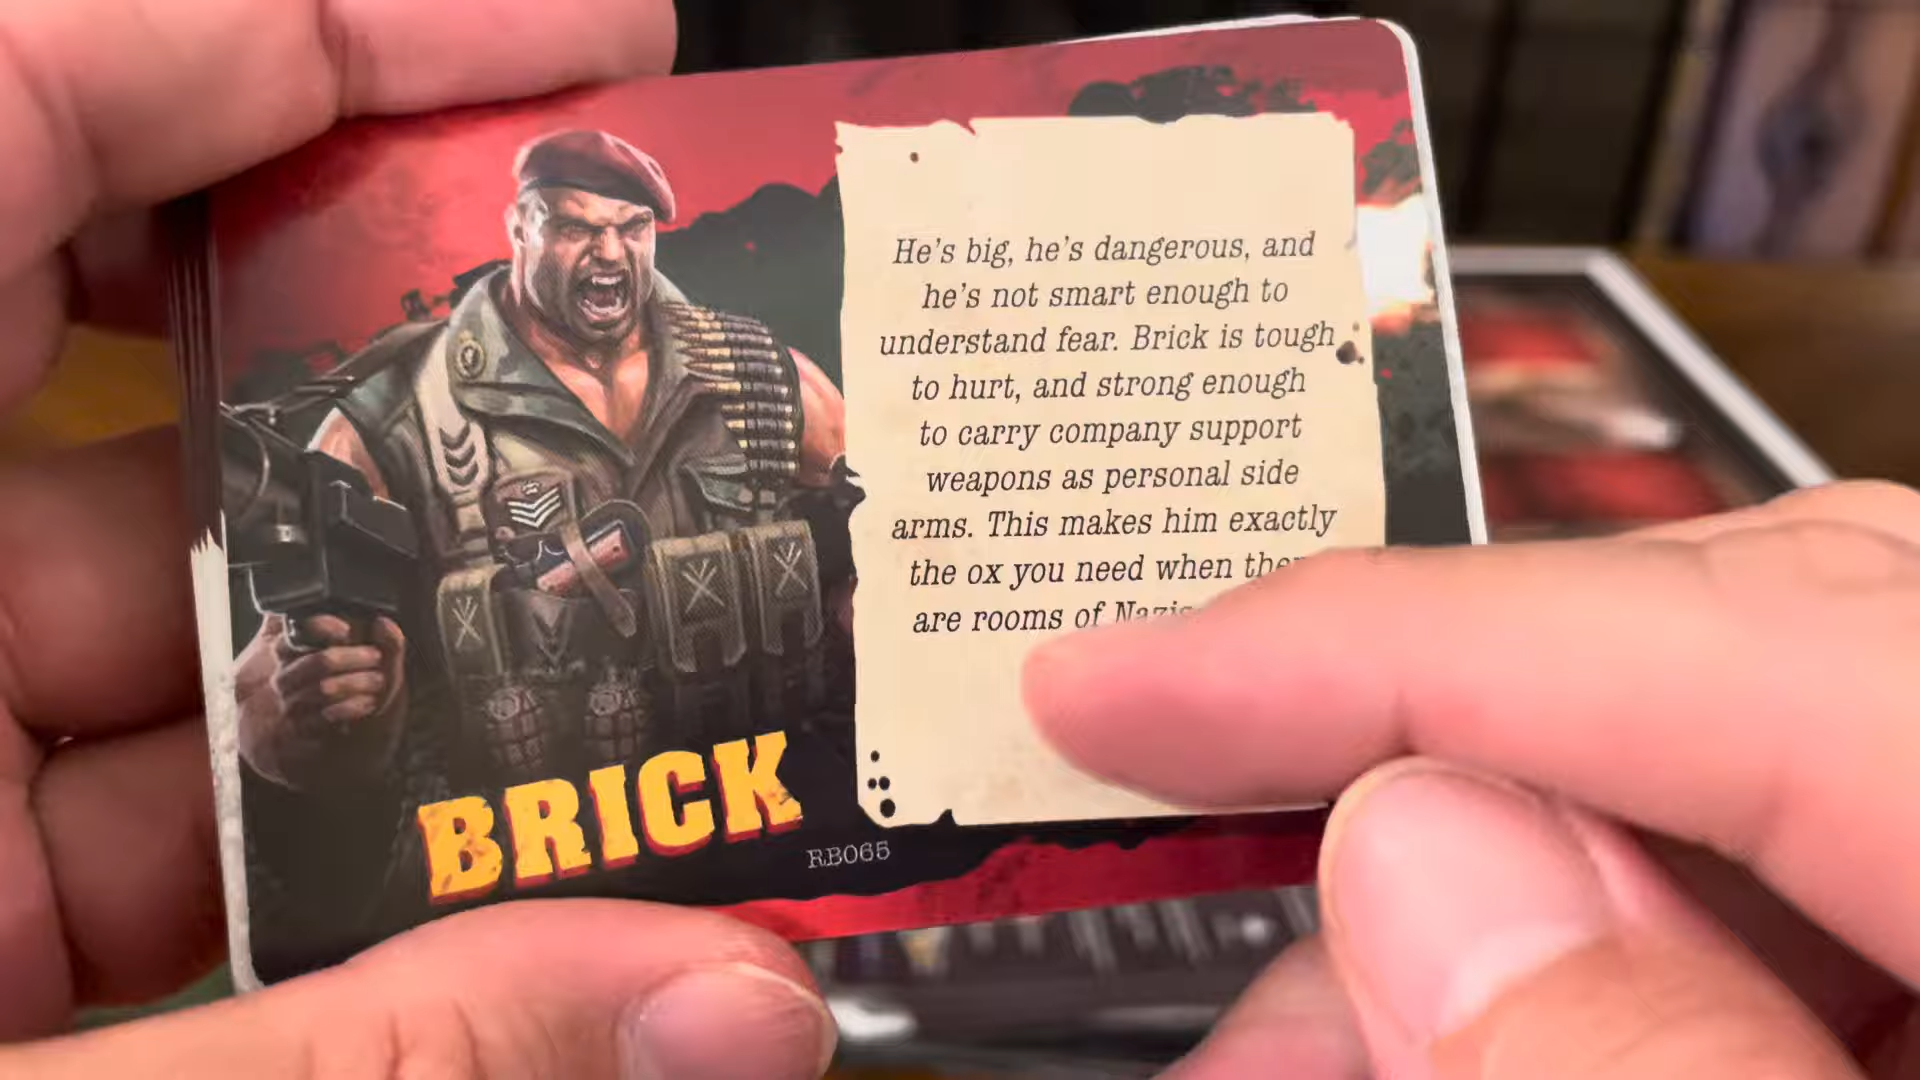 He's big, he's dangerous, and
he's not smart enough to
understand fear. Brick is tough
to hurt, and strong enough
to carry company support
weapons as personal side
arms. This makes him exactly
the ox you need when
are rooms of Nazis
BRICK
RB065